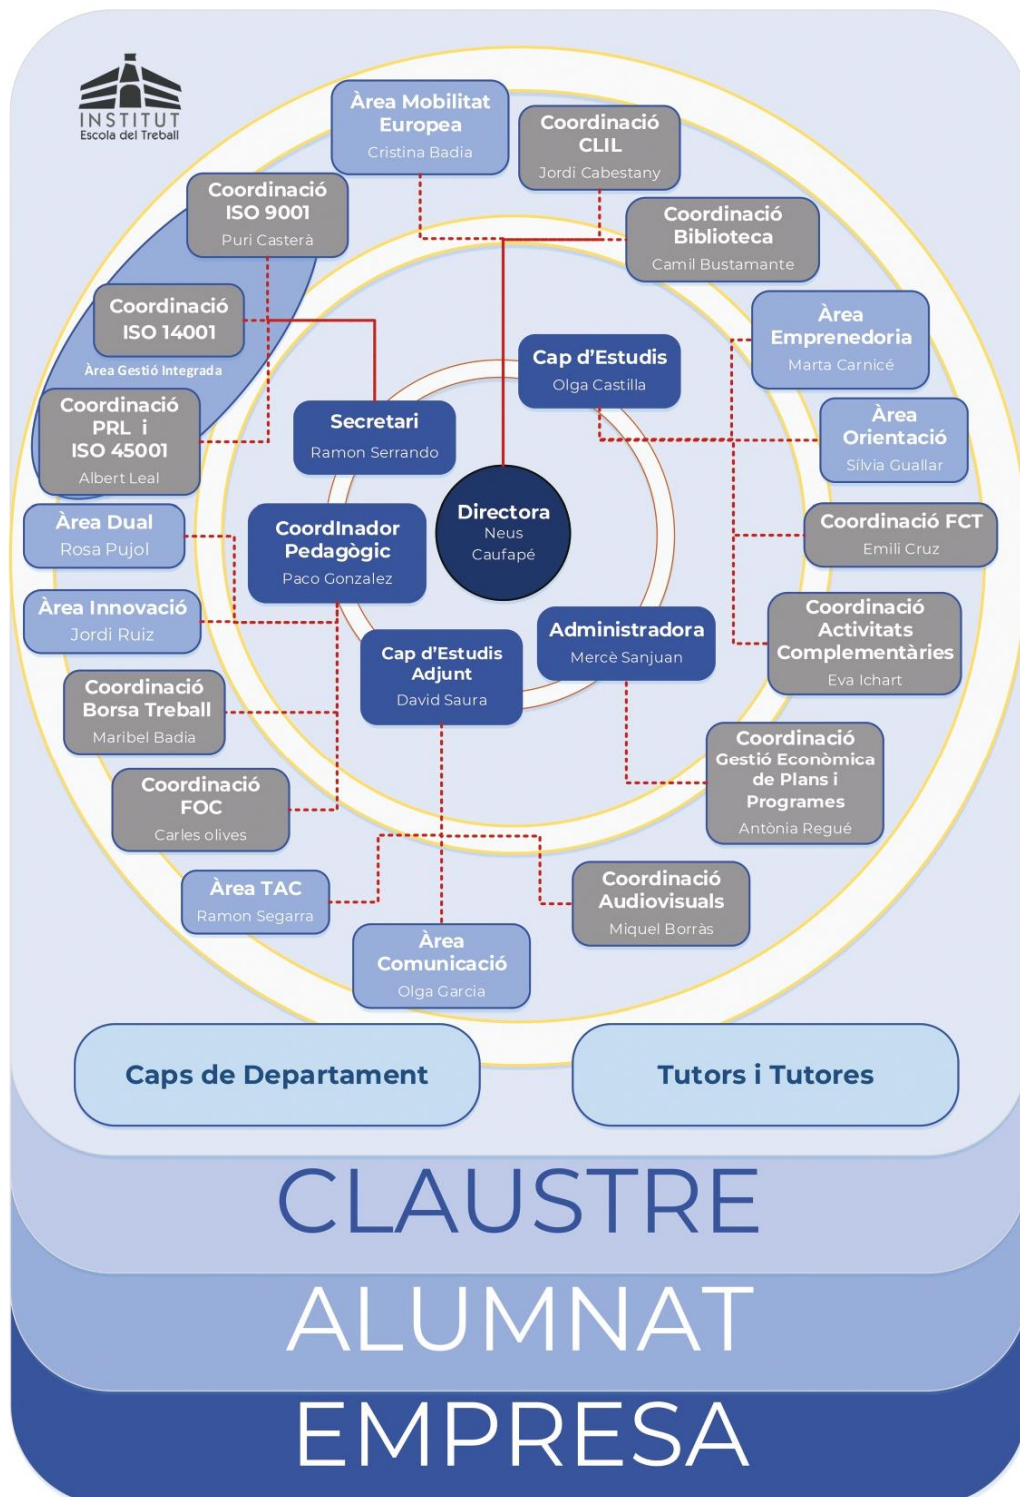 INSTITUT
Escola del Treball
Àrea Mobilitat
Europea
Cristina Badia
Coordinació
CLIL
Jordi Cabestany
Coordinació
ISO 9001
Puri Casterà
Coordinació
Biblioteca
Camil Bustamante
Coordinació
ISO 14001
Àrea Gestió Integrada
Àrea
Emprenedoria
Marta Carnicé
Cap d'Estudis
Olga Castilla
Coordinació
PRL i
ISO 45001
Albert Leal
Secretari
Ramon Serrando
Àrea
Orientació
Sílvia Guallar
Directora
Neus
Caufapé
Àrea Dual
Rosa Pujol
CoordInador
Pedagògic
Paco Gonzalez
Coordinació FCT
Emili Cruz
Àrea Innovació
Jordi Ruiz
Administradora
Mercè Sanjuan
Coordinació
Activitats
Complementàries
Eva Ichart
Cap d'Estudis
Adjunt
David Saura
Coordinació
Borsa Treball
Maribel Badia
Coordinació
Gestió Econòmica
de Plans i
Programes
Antònia Regué
Coordinació
FOC
Carles olives
Àrea TAC
Ramon Segarra
Coordinació
Audiovisuals
Miquel Borràs
Àrea
Comunicació
Olga Garcia
Caps de Departament
Tutors i Tutores
CLAUSTRE
ALUMNAT
EMPRESA